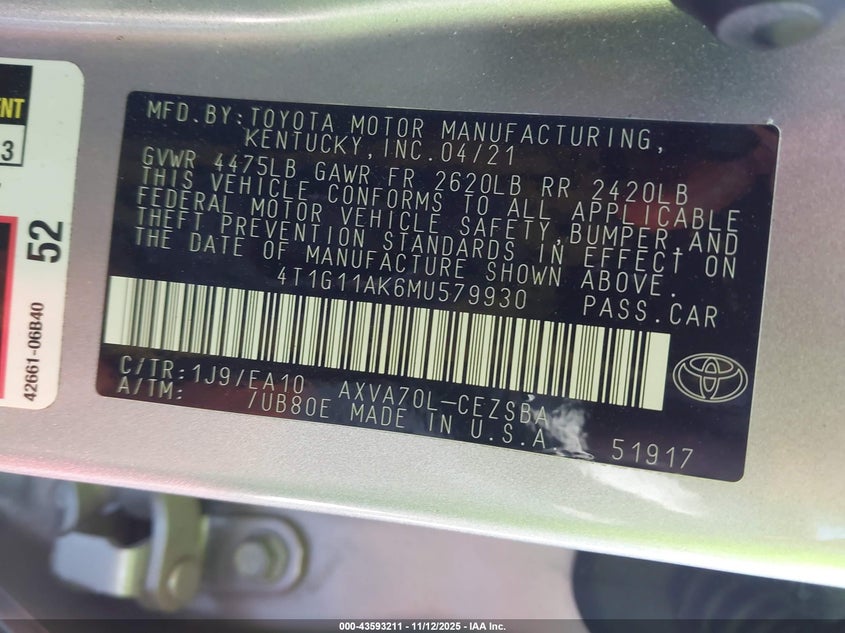 ENT
3
52
42661-06B40
MFD.BY:TOYOTA MOTOR MANUFACTURING,
KENTUCKY,INC.04/21
GVWR 4475LB GAWR FR 2620LB RR 2420LB
THIS VEHICLE CONFORMS TO ALL APPLICABLE
FEDERAL MOTOR VEHICLE SAFETY,BUMPER,AND
THEFT PREVENTION STANDARDS IN EFFECT ON
THE DATE OF MANUFACTURE SHOWN ABOVE.
4T1G11AK6MU579930 PASS.CAR
C/TR:1J9/EA10 AXVA70L-CEZSBA
A/TM: /UB80E MADE IN U.S.A.
51917
000-43593211 - 11/12/2025 - IAA Inc.